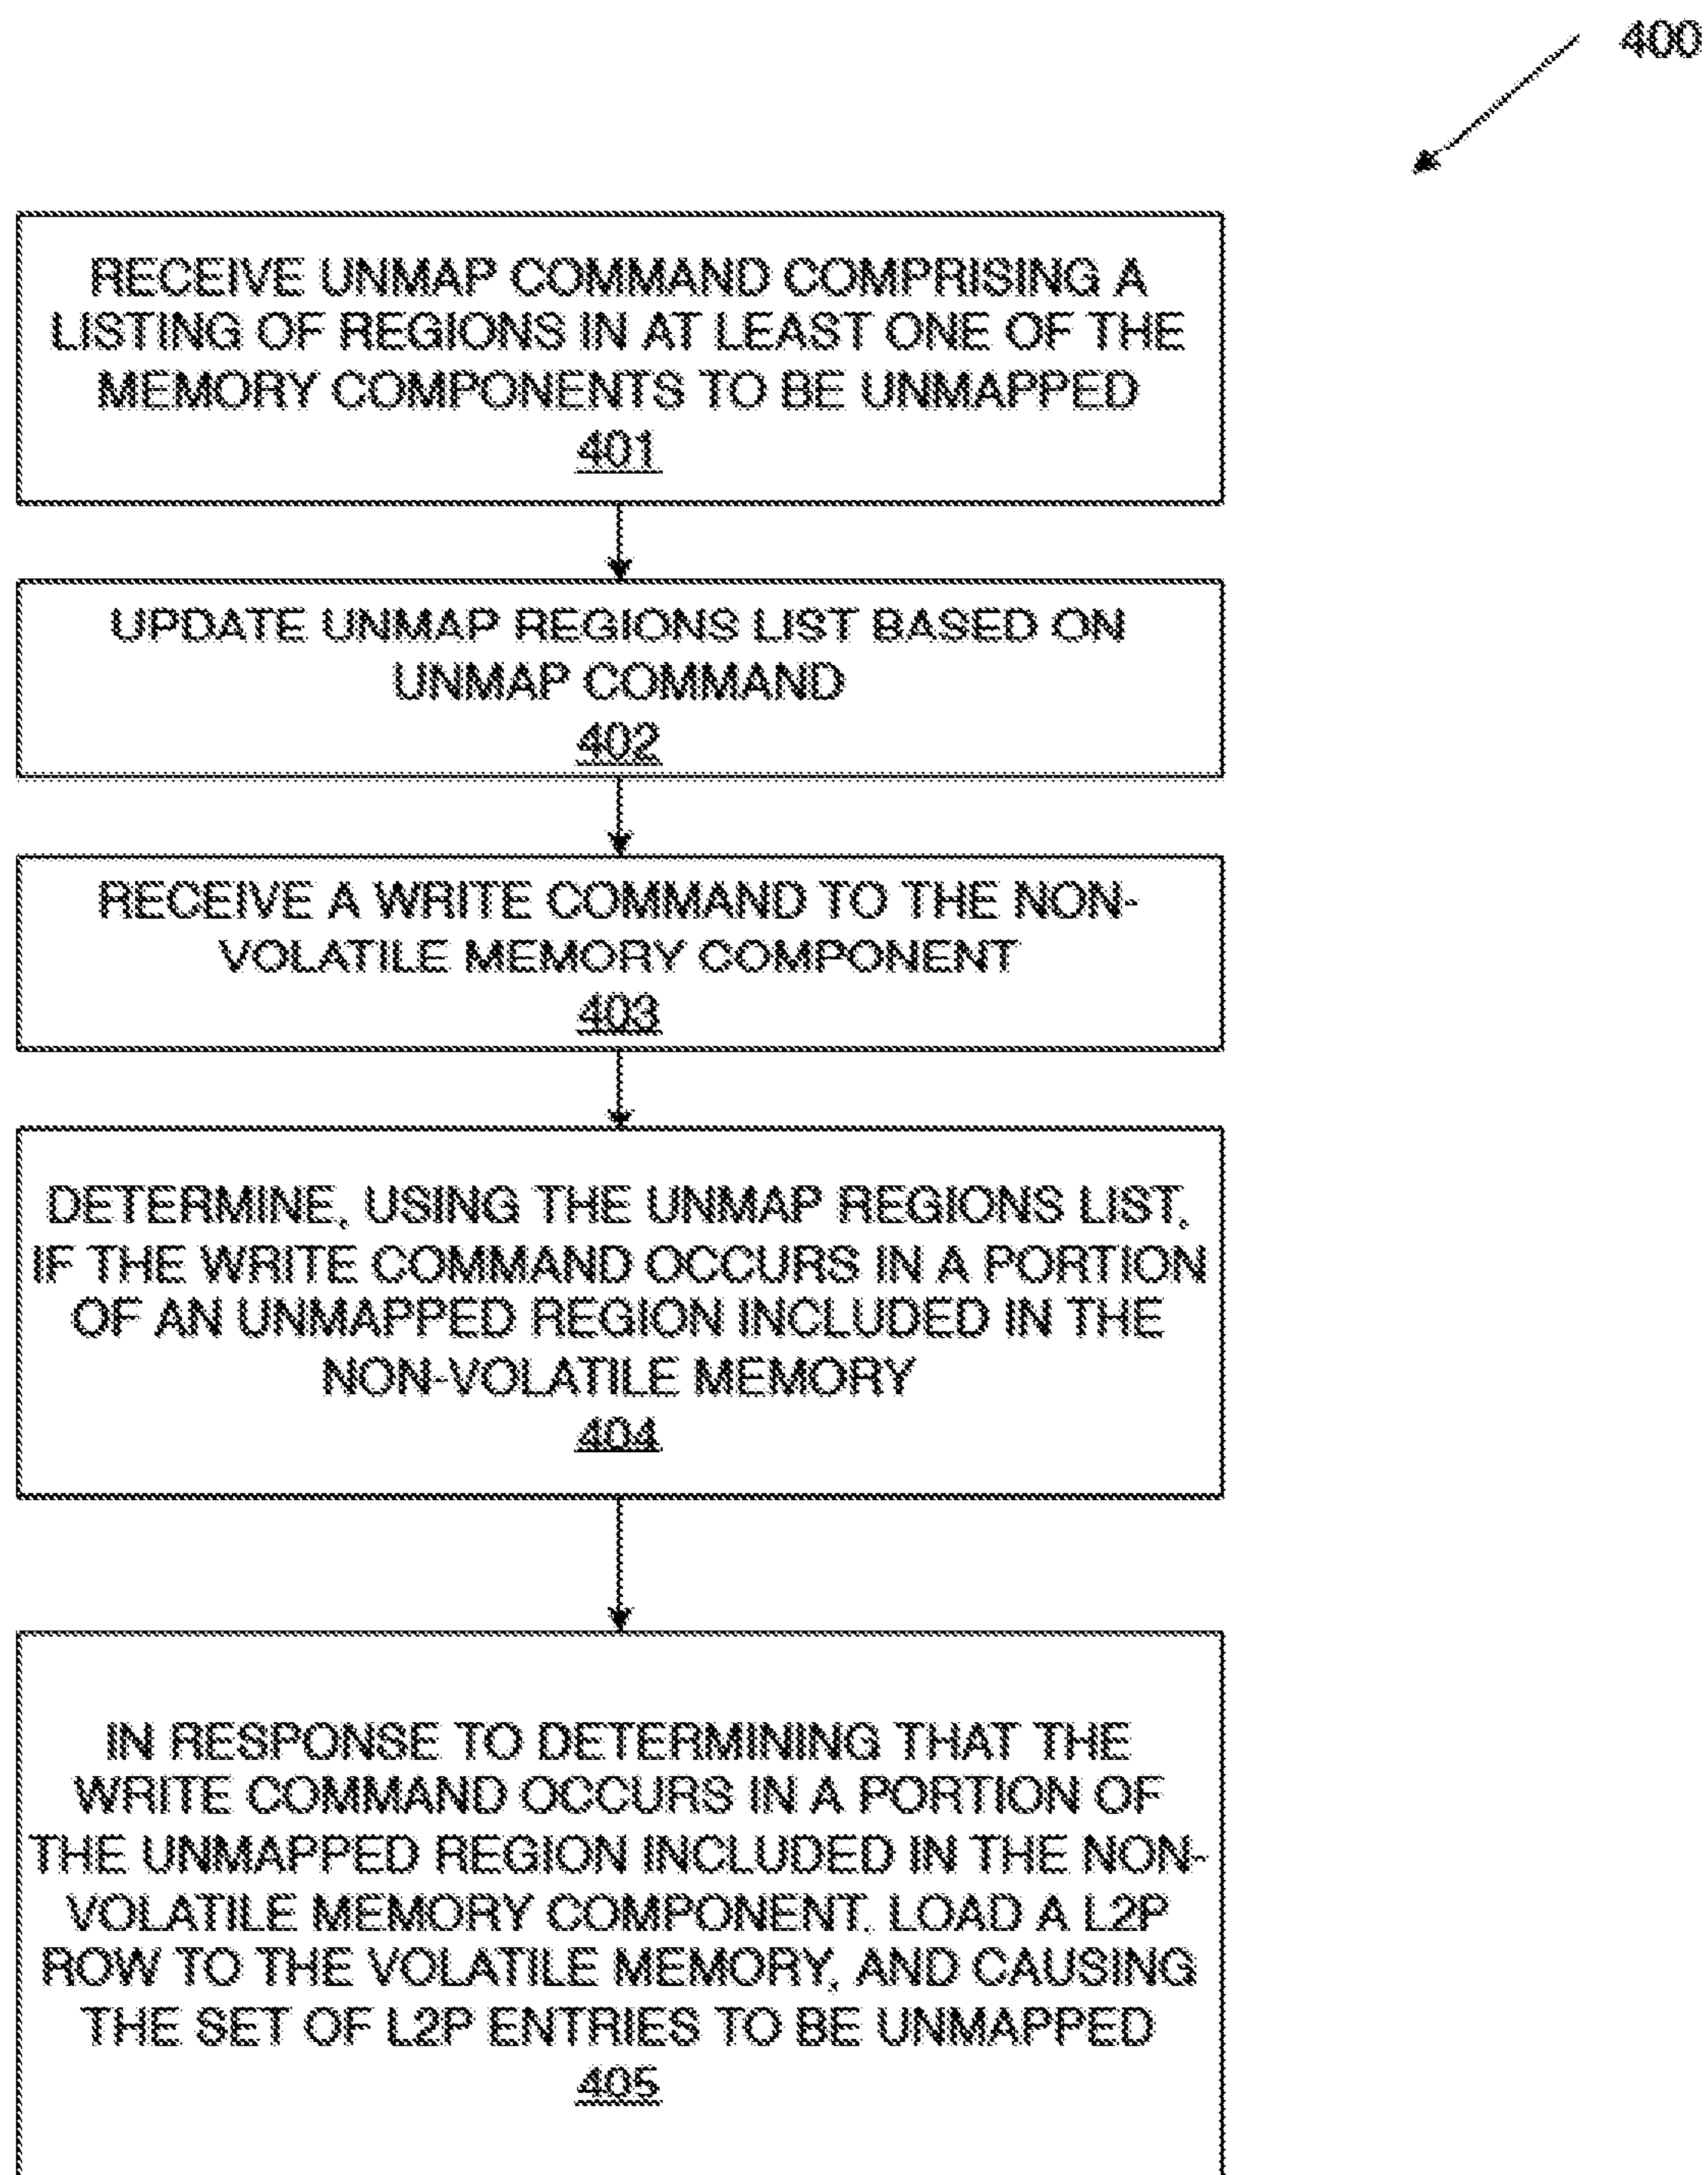 400
RECEIVE UNMAP COMMAND COMPRISING A
LISTING OF REGIONS IN AT LEAST ONE OF THE
MEMORY COMPONENTS TO BE UNMAPPED
401
UPDATE UNMAP REGIONS LIST BASED ON
UNMAP COMMAND
402
RECEIVE A WRITE COMMAND TO THE NON-
VOLATILE MEMORY COMPONENT
403
DETERMINE, USING THE UNMAP REGIONS LIST,
IF THE WRITE COMMAND OCCURS IN A PORTION
OF AN UNMAPPED REGION INCLUDED IN THE
NON-VOLATILE MEMORY
404
IN RESPONSE TO DETERMINING THAT THE
WRITE COMMAND OCCURS IN A PORTION OF
THE UNMAPPED REGION INCLUDED IN THE NON-
VOLATILE MEMORY COMPONENT, LOAD A L2P
ROW TO THE VOLATILE MEMORY, AND CAUSING
THE SET OF L2P ENTRIES TO BE UNMAPPED
405